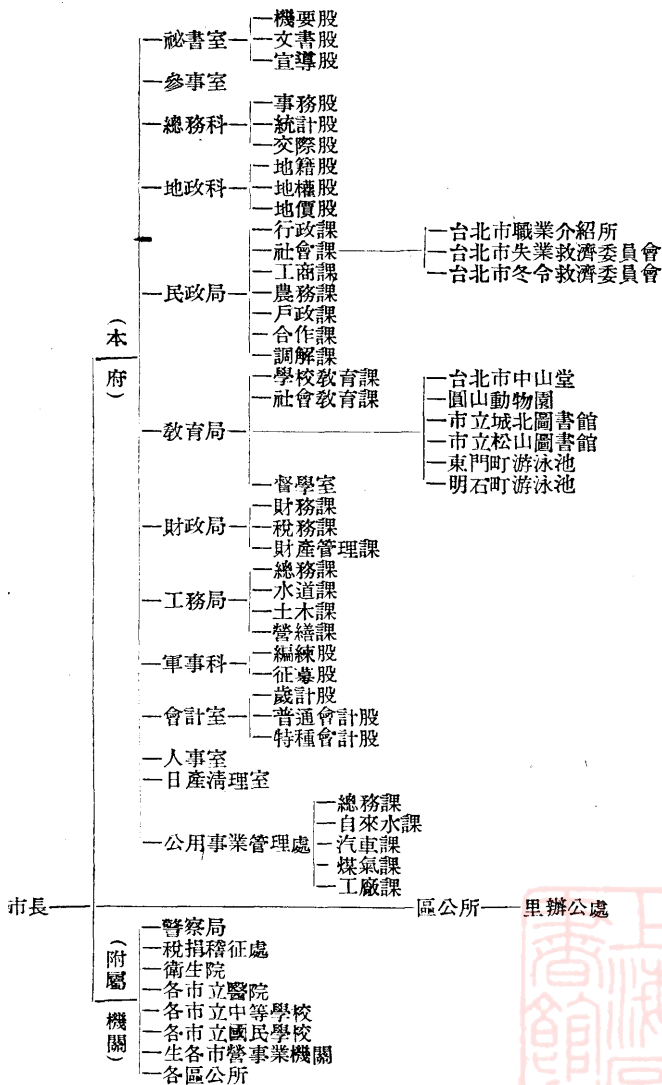 機要股
祕書室
文書股
宣導股
參事室
事務股
總務科
統計股
交際股
地籍股
地政科
地權股
地價股
行政課
社會課
台北市職業介紹所
台北市失業救濟委員會
台北市冬令救濟委員會
工商課
民政局
農務課
戶政課
合作課
調解課
(本府)
學校教育課
社會教育課
教育局
台北市中山堂
圓山動物園
市立城北圖書館
市立松山圖書館
東門町游泳池
明石町游泳池
督學室
財務課
財政局
稅務課
財產管理課
總務課
工務局
水道課
土木課
營繕課
軍事科
編練股
征募股
歲計股
會計室
普通會計股
特種會計股
人事室
日產清理室
總務課
自來水課
公用事業管理處
汽車課
煤氣課
工廠課
市長
區公所
里辦公處
(附屬機關)
警察局
稅捐稽征處
衛生院
各市立醫院
各市立中等學校
各市立國民學校
生各市營事業機關
各區公所
上海圖書館